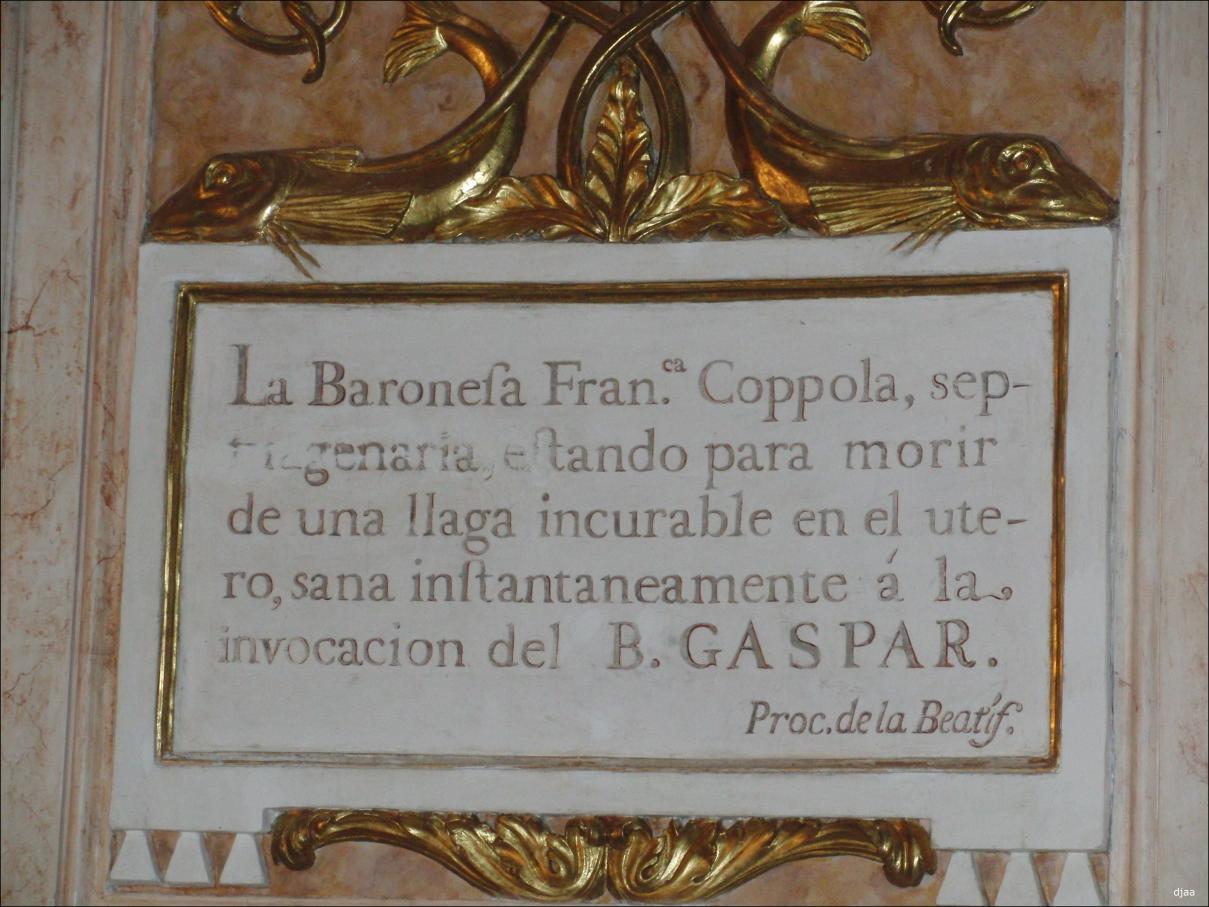 La Baroneſa Fran.ᶜᵃ Coppola, sep-
genaria, eſtando para morir
de una llaga incurable en el ute-
ro, sana inſtantaneamente á la
invocacion del B. GASPAR.
Proc. de la Beatíf.
djaa